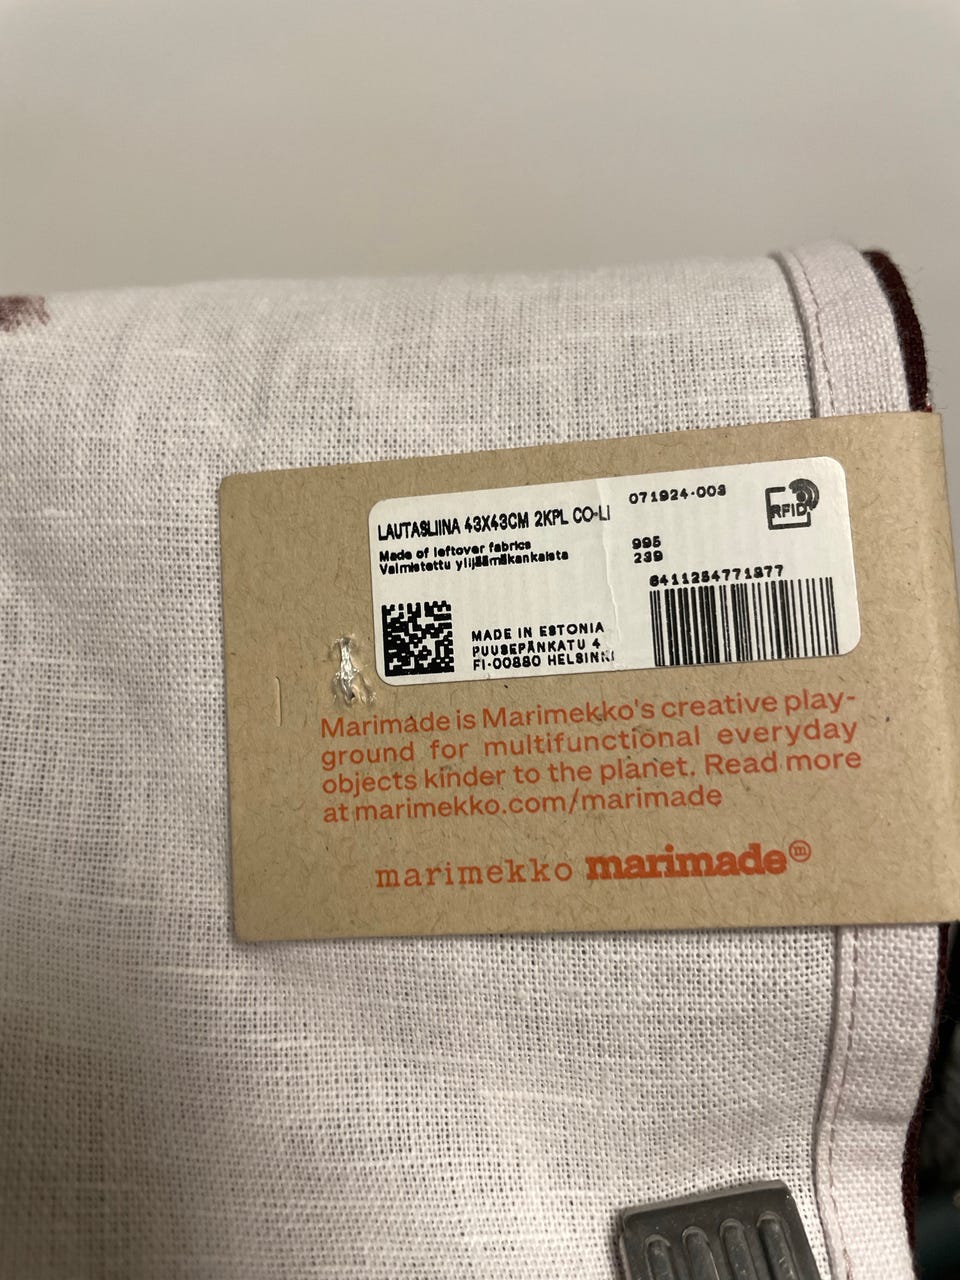 LAUTASLIINA 43X43CM 2KPL CO-LI
071924-003
RFID
Made of leftover fabrics
Valmistettu ylijäämäkankaista
995
239
6411254771377
MADE IN ESTONIA
PUUSEPÄNKATU 4
FI-00880 HELSINKI
Marimade is Marimekko's creative play-
ground for multifunctional everyday
objects kinder to the planet. Read more
at marimekko.com/marimade
marimekko marimade m